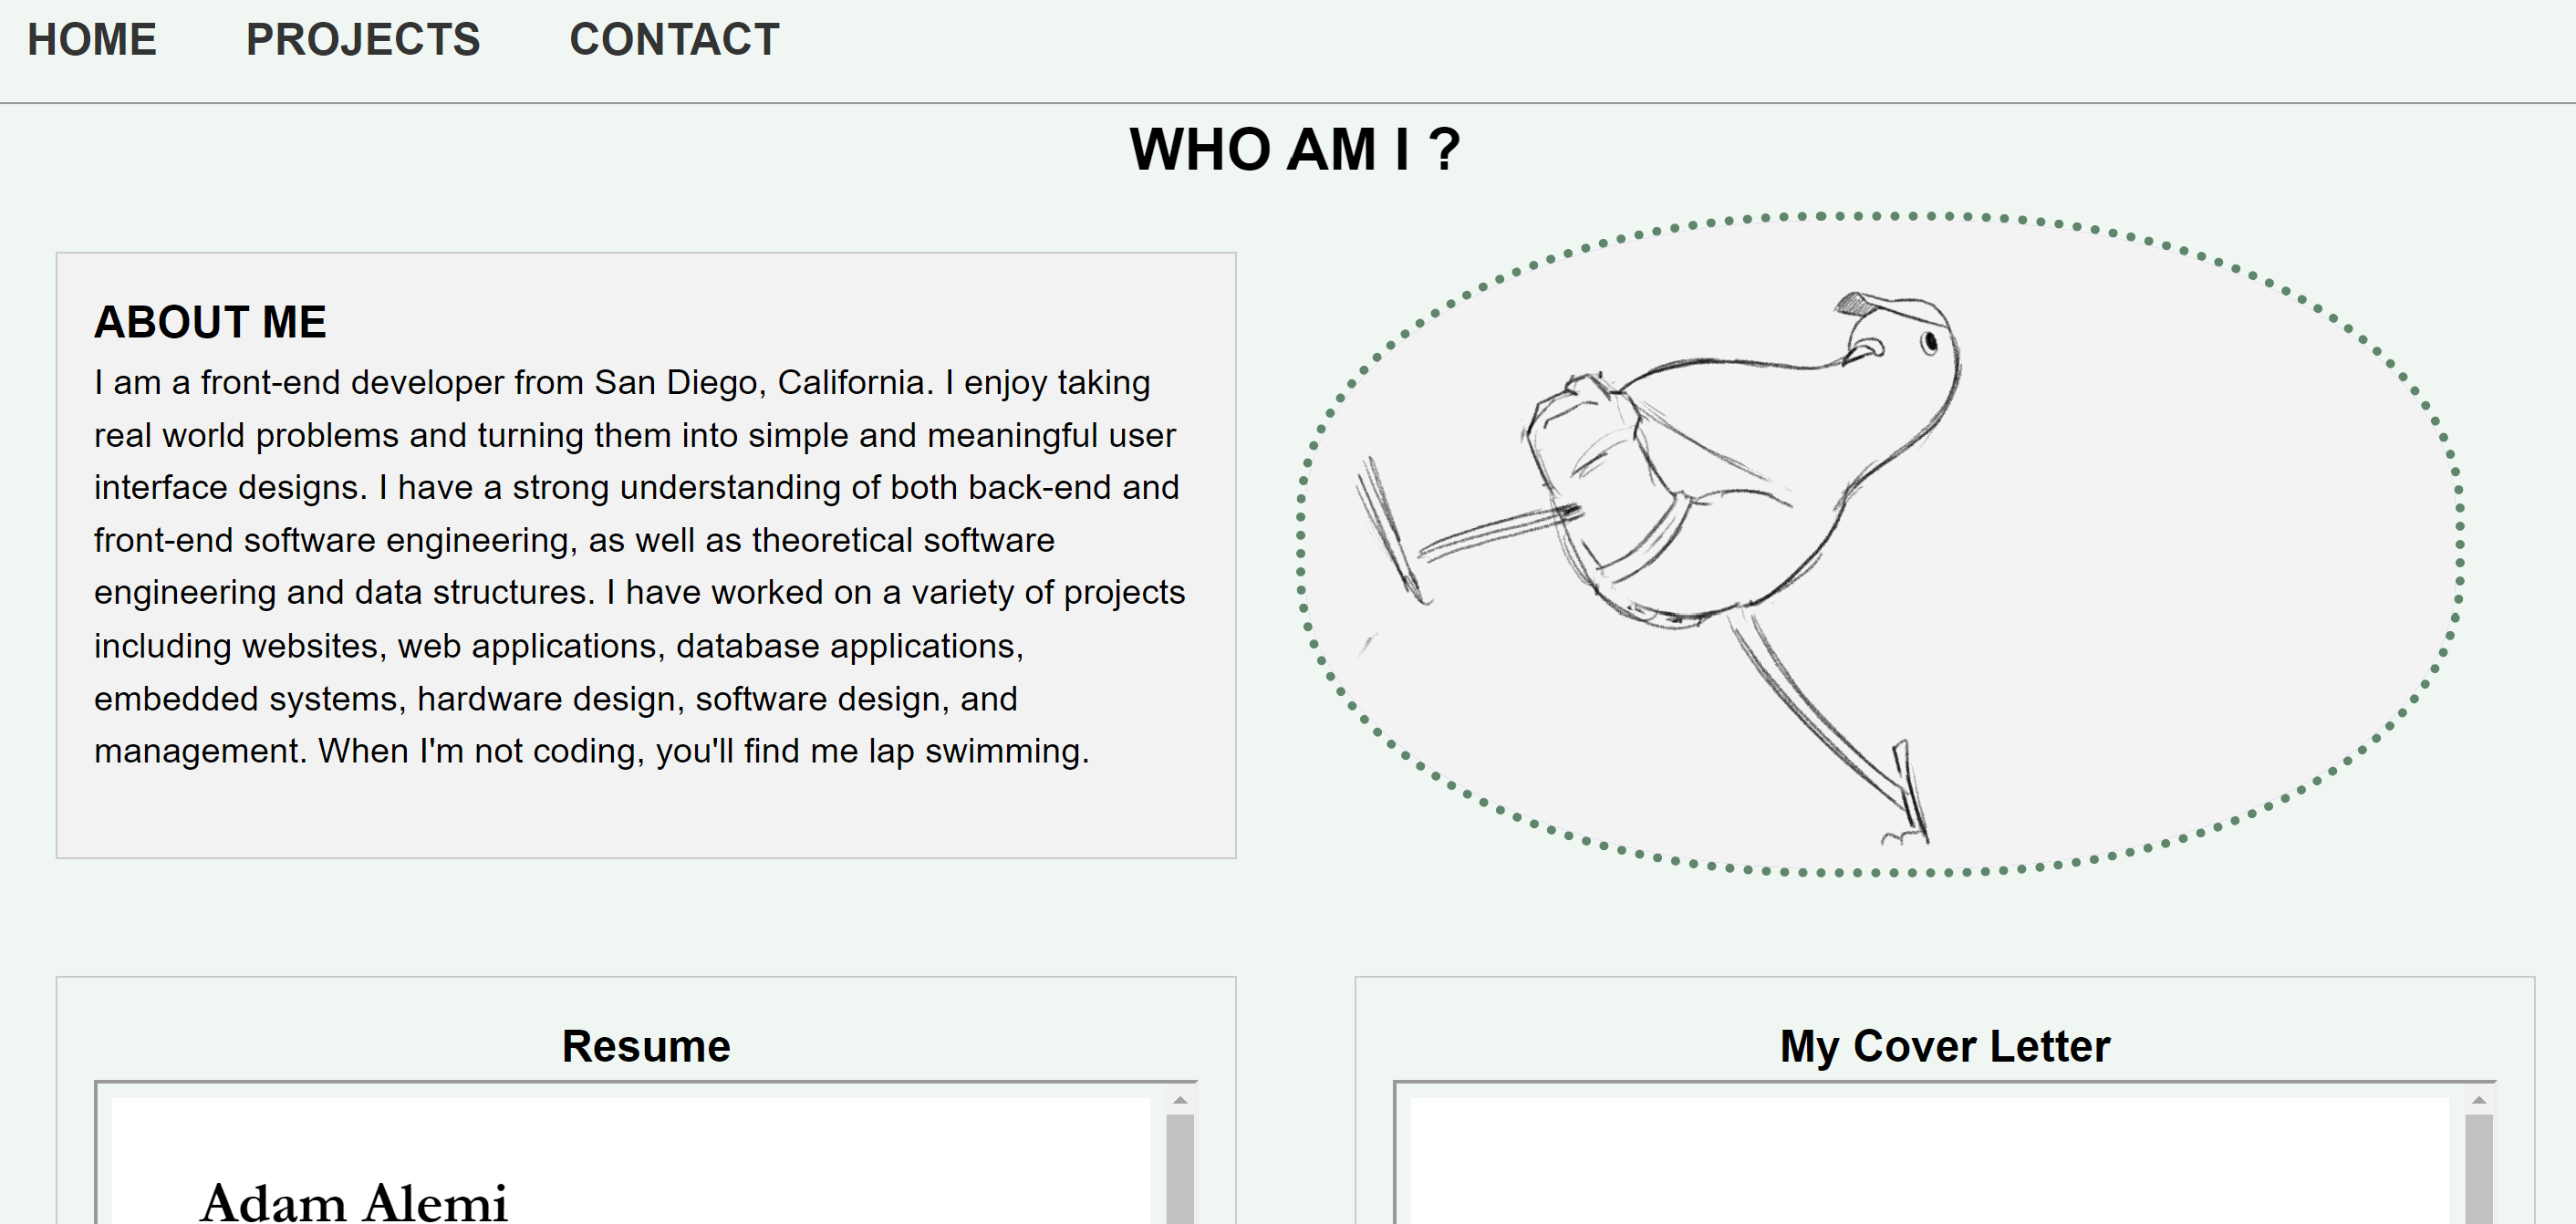 HOME PROJECTS CONTACT
WHO AM I ?
ABOUT ME
I am a front-end developer from San Diego, California. I enjoy taking
real world problems and turning them into simple and meaningful user
interface designs. I have a strong understanding of both back-end and
front-end software engineering, as well as theoretical software
engineering and data structures. I have worked on a variety of projects
including websites, web applications, database applications,
embedded systems, hardware design, software design, and
management. When I'm not coding, you'll find me lap swimming.
Resume
Adam Alemi
My Cover Letter